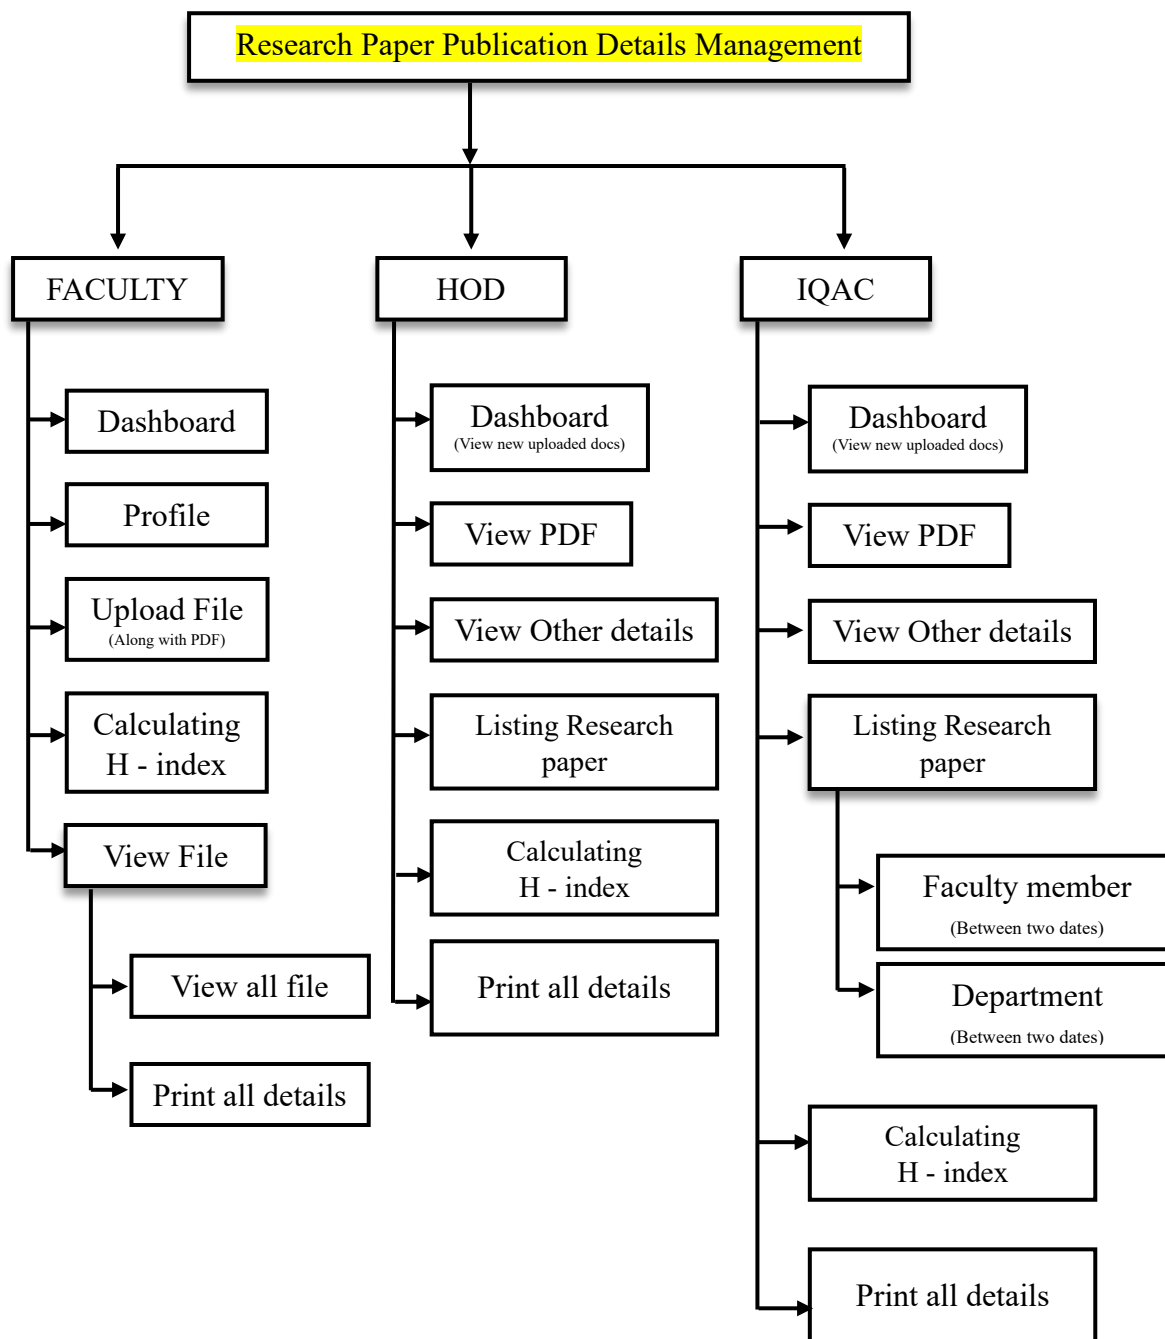 Research Paper Publication Details Management
FACULTY
Dashboard
Profile
Upload File
(Along with PDF)
Calculating
H - index
View File
View all file
Print all details
HOD
Dashboard
(View new uploaded docs)
View PDF
View Other details
Listing Research
paper
Calculating
H - index
Print all details
IQAC
Dashboard
(View new uploaded docs)
View PDF
View Other details
Listing Research
paper
Faculty member
(Between two dates)
Department
(Between two dates)
Calculating
H - index
Print all details